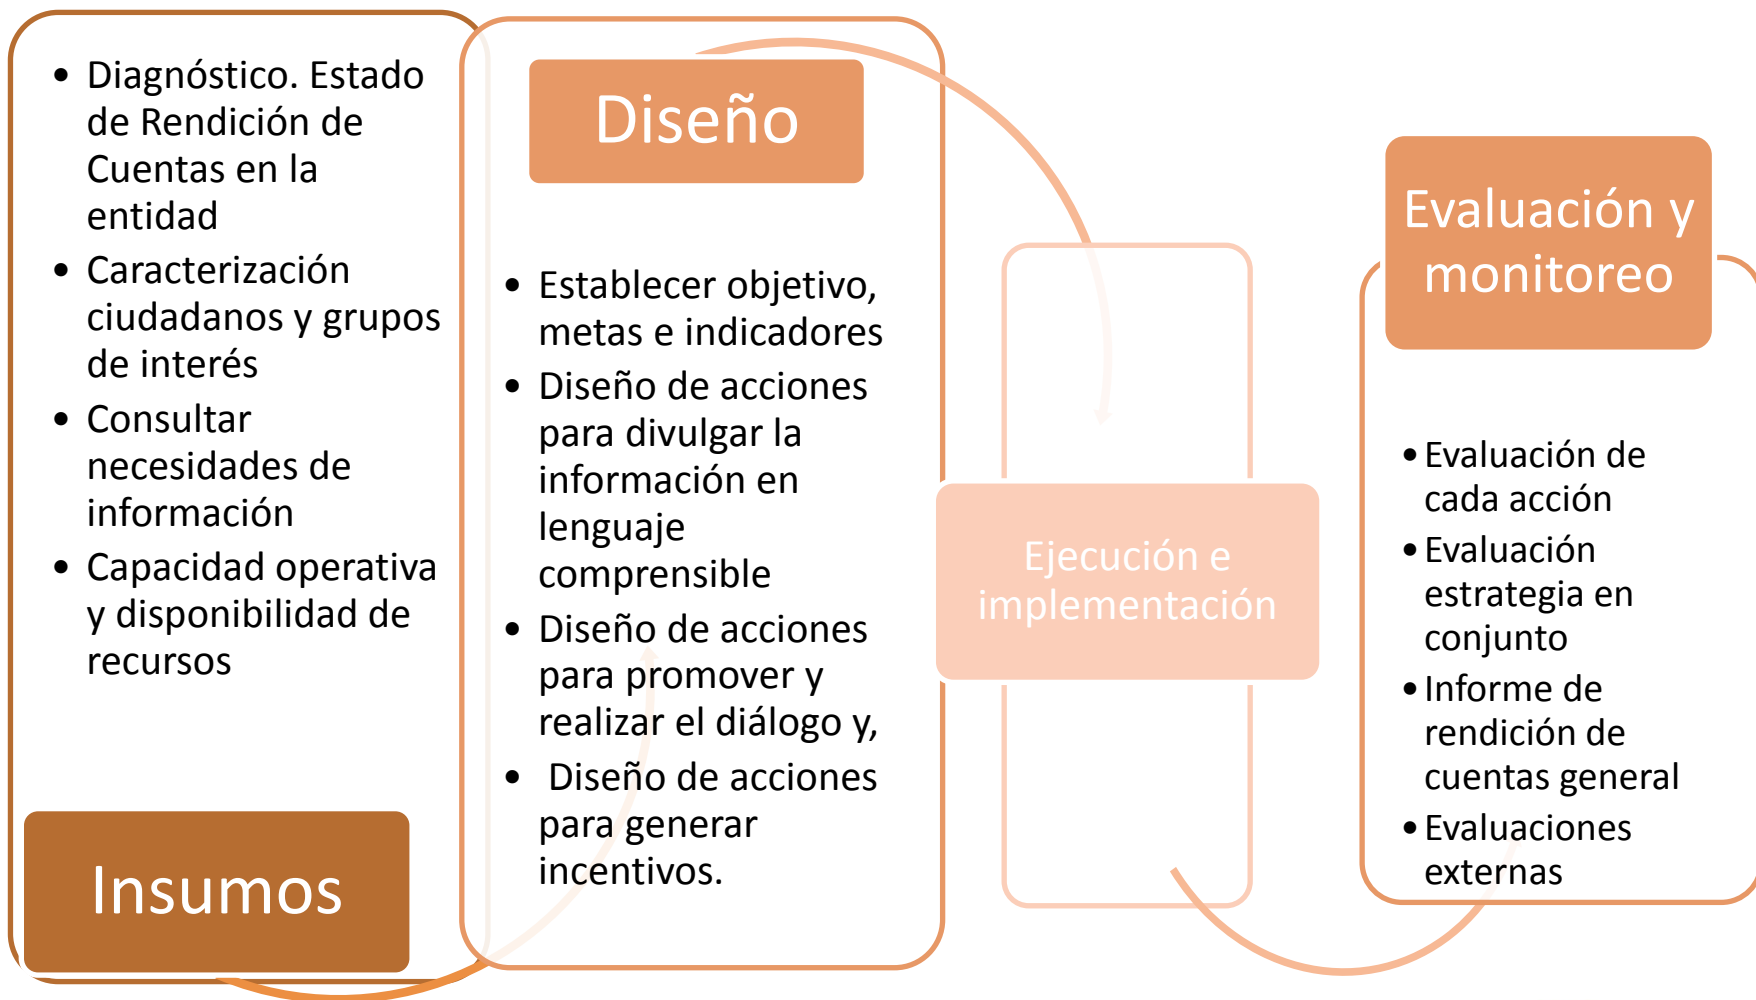 • Diagnóstico. Estado
de Rendición de
Cuentas en la
entidad
• Caracterización
ciudadanos y grupos
de interés
• Consultar
necesidades de
información
• Capacidad operativa
y disponibilidad de
recursos
Insumos
Diseño
• Establecer objetivo,
metas e indicadores
• Diseño de acciones
para divulgar la
información en
lenguaje
comprensible
• Diseño de acciones
para promover y
realizar el diálogo y,
• Diseño de acciones
para generar
incentivos.
Ejecución e
implementación
Evaluación y
monitoreo
• Evaluación de
cada acción
• Evaluación
estrategia en
conjunto
• Informe de
rendición de
cuentas general
• Evaluaciones
externas